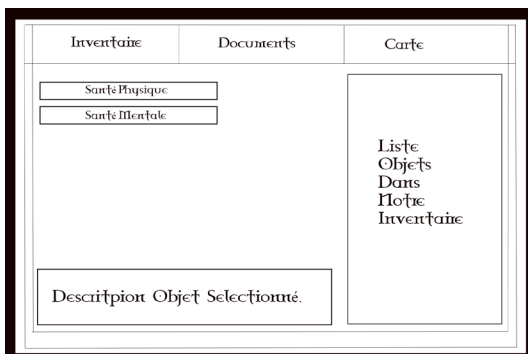 Inventaire
Documents
Carte
Santé Physique
Santé Mentale
Liste
Objets
Dans
Notre
Inventaire
Descritpion Objet Selectionné.